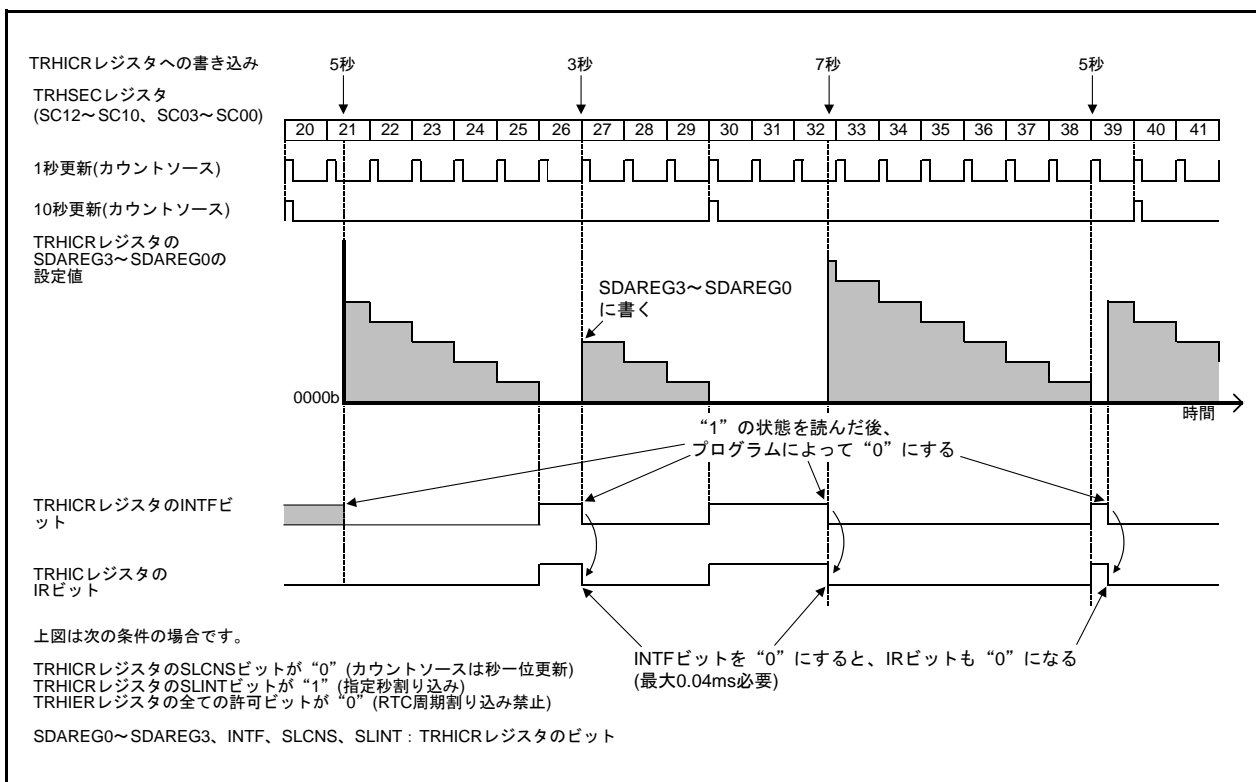 TRHICRレジスタへの書き込み
5秒 3秒 7秒 5秒
TRHSECレジスタ
(SC12～SC10、SC03～SC00)
20 21 22 23 24 25 26 27 28 29 30 31 32 33 34 35 36 37 38 39 40 41
1秒更新(カウントソース)
10秒更新(カウントソース)
TRHICRレジスタの
SDAREG3～SDAREG0の
設定値
SDAREG3～SDAREG0
に書く
0000b
時間
“1”の状態を読んだ後、
プログラムによって“0”にする
TRHICRレジスタのINTFビ
ット
TRHICレジスタの
IRビット
上図は次の条件の場合です。
INTFビットを“0”にすると、IRビットも“0”になる
(最大0.04ms必要)
TRHICRレジスタのSLCNSビットが“0”(カウントソースは秒一位更新)
TRHICRレジスタのSLINTビットが“1”(指定秒割り込み)
TRHIERレジスタの全ての許可ビットが“0”(RTC周期割り込み禁止)
SDAREG0～SDAREG3、INTF、SLCNS、SLINT：TRHICRレジスタのビット